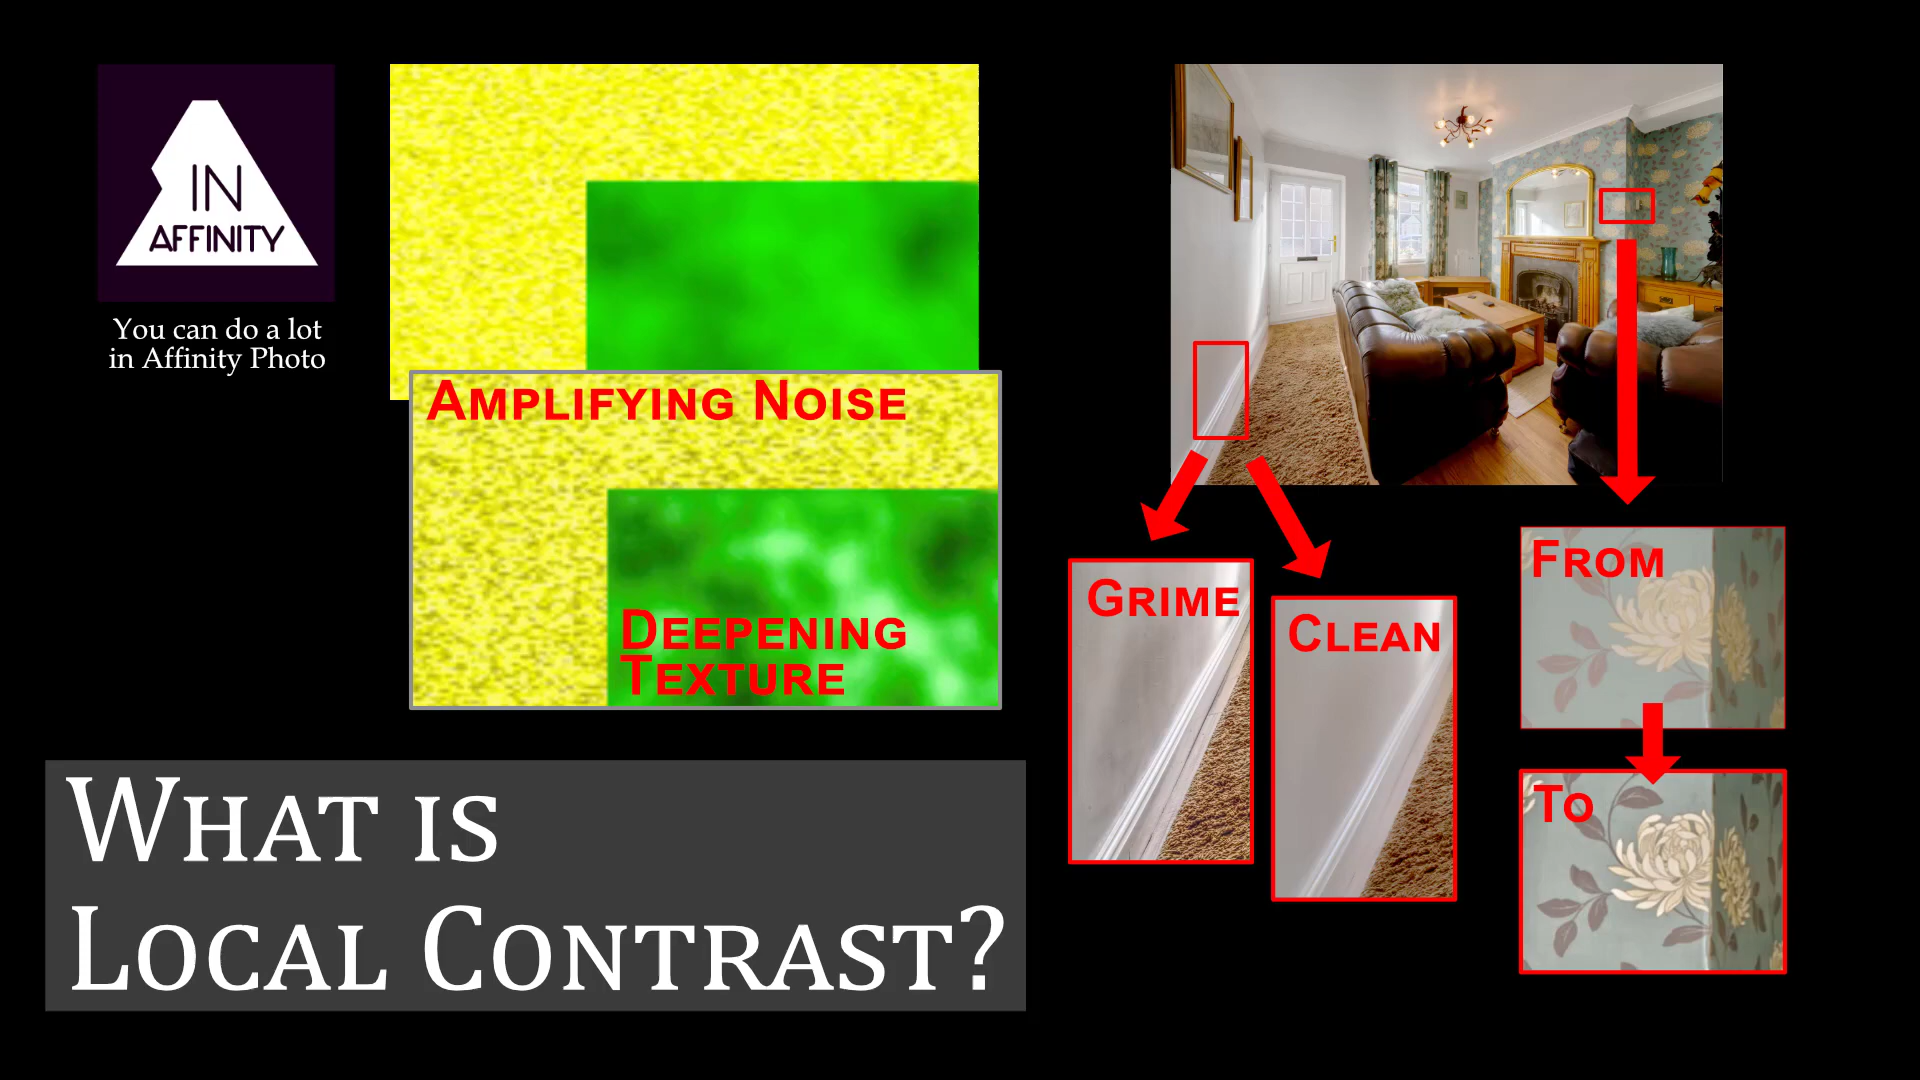 IN
AFFINITY
You can do a lot
in Affinity Photo
AMPLIFYING NOISE
DEEPENING
TEXTURE
WHAT IS
LOCAL CONTRAST?
GRIME
CLEAN
FROM
TO